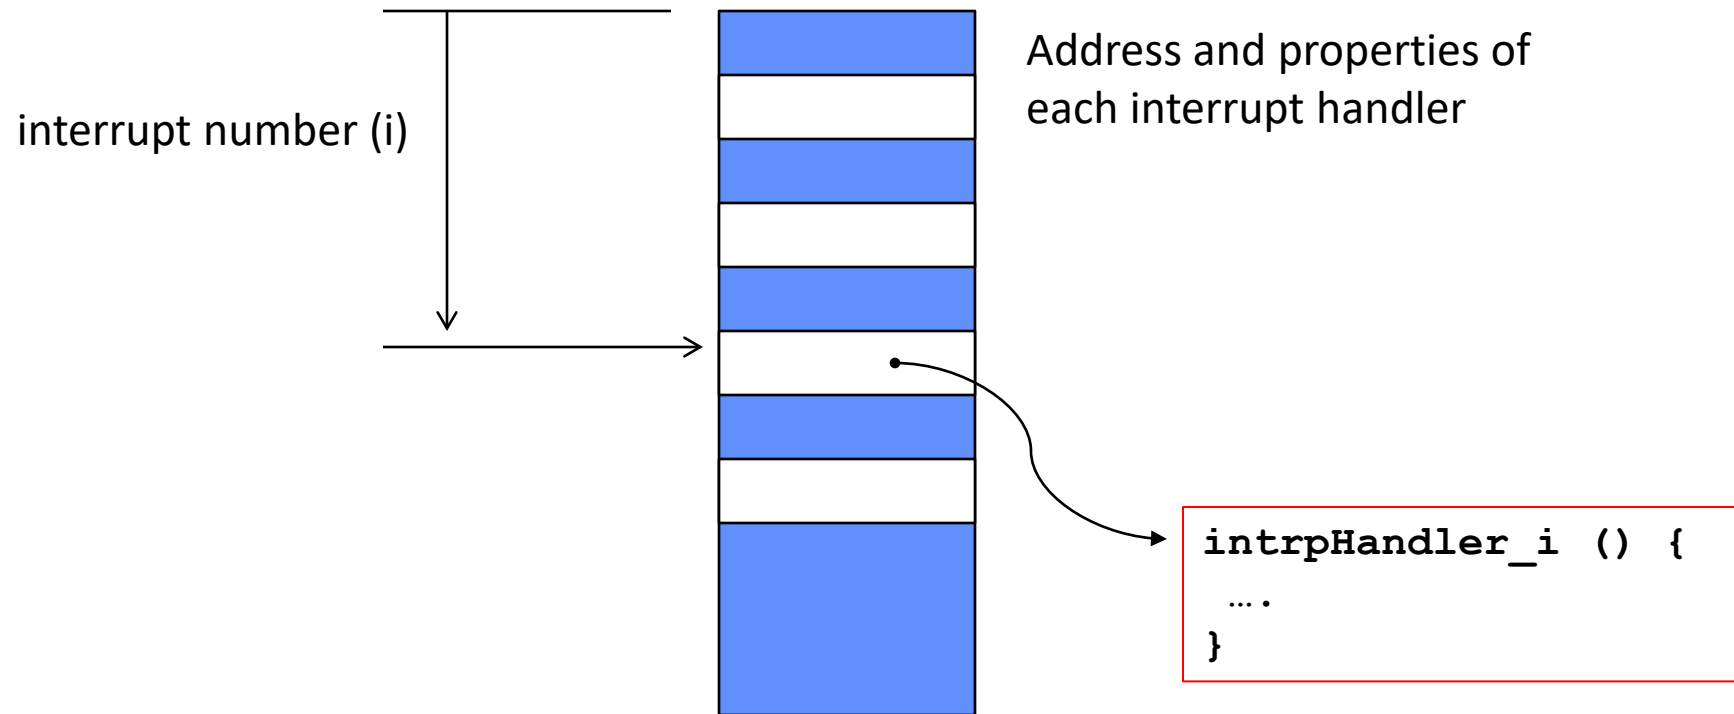 Address and properties of
each interrupt handler
interrupt number (i)
intrpHandler_i () {
….
}